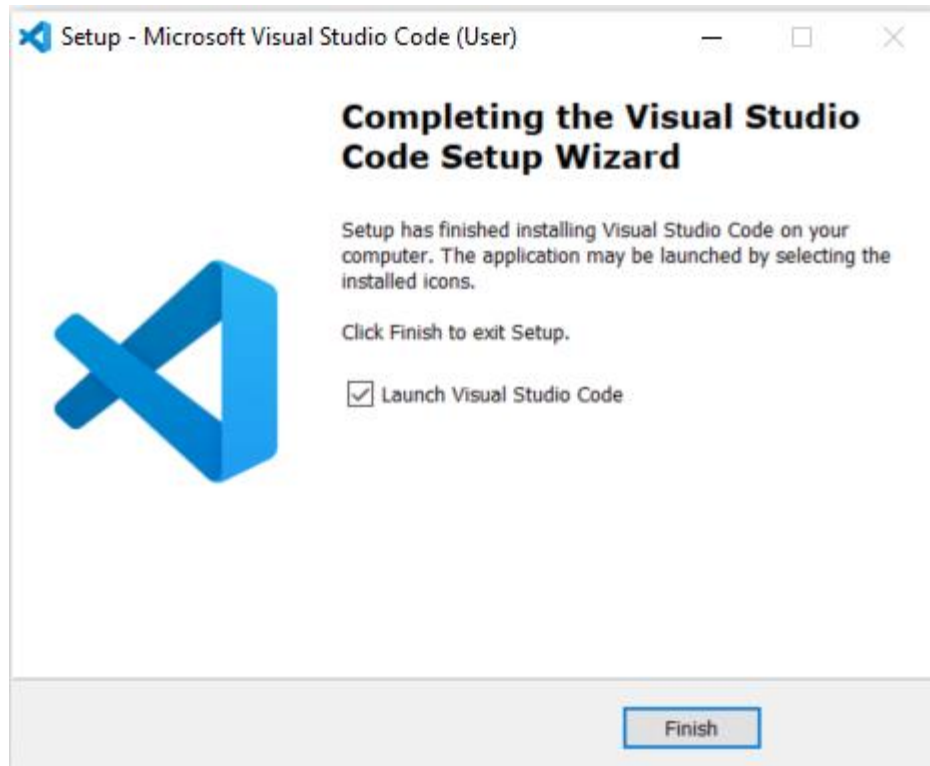 Setup - Microsoft Visual Studio Code (User)
Completing the Visual Studio
Code Setup Wizard
Setup has finished installing Visual Studio Code on your
computer. The application may be launched by selecting the
installed icons.
Click Finish to exit Setup.
Launch Visual Studio Code
Finish